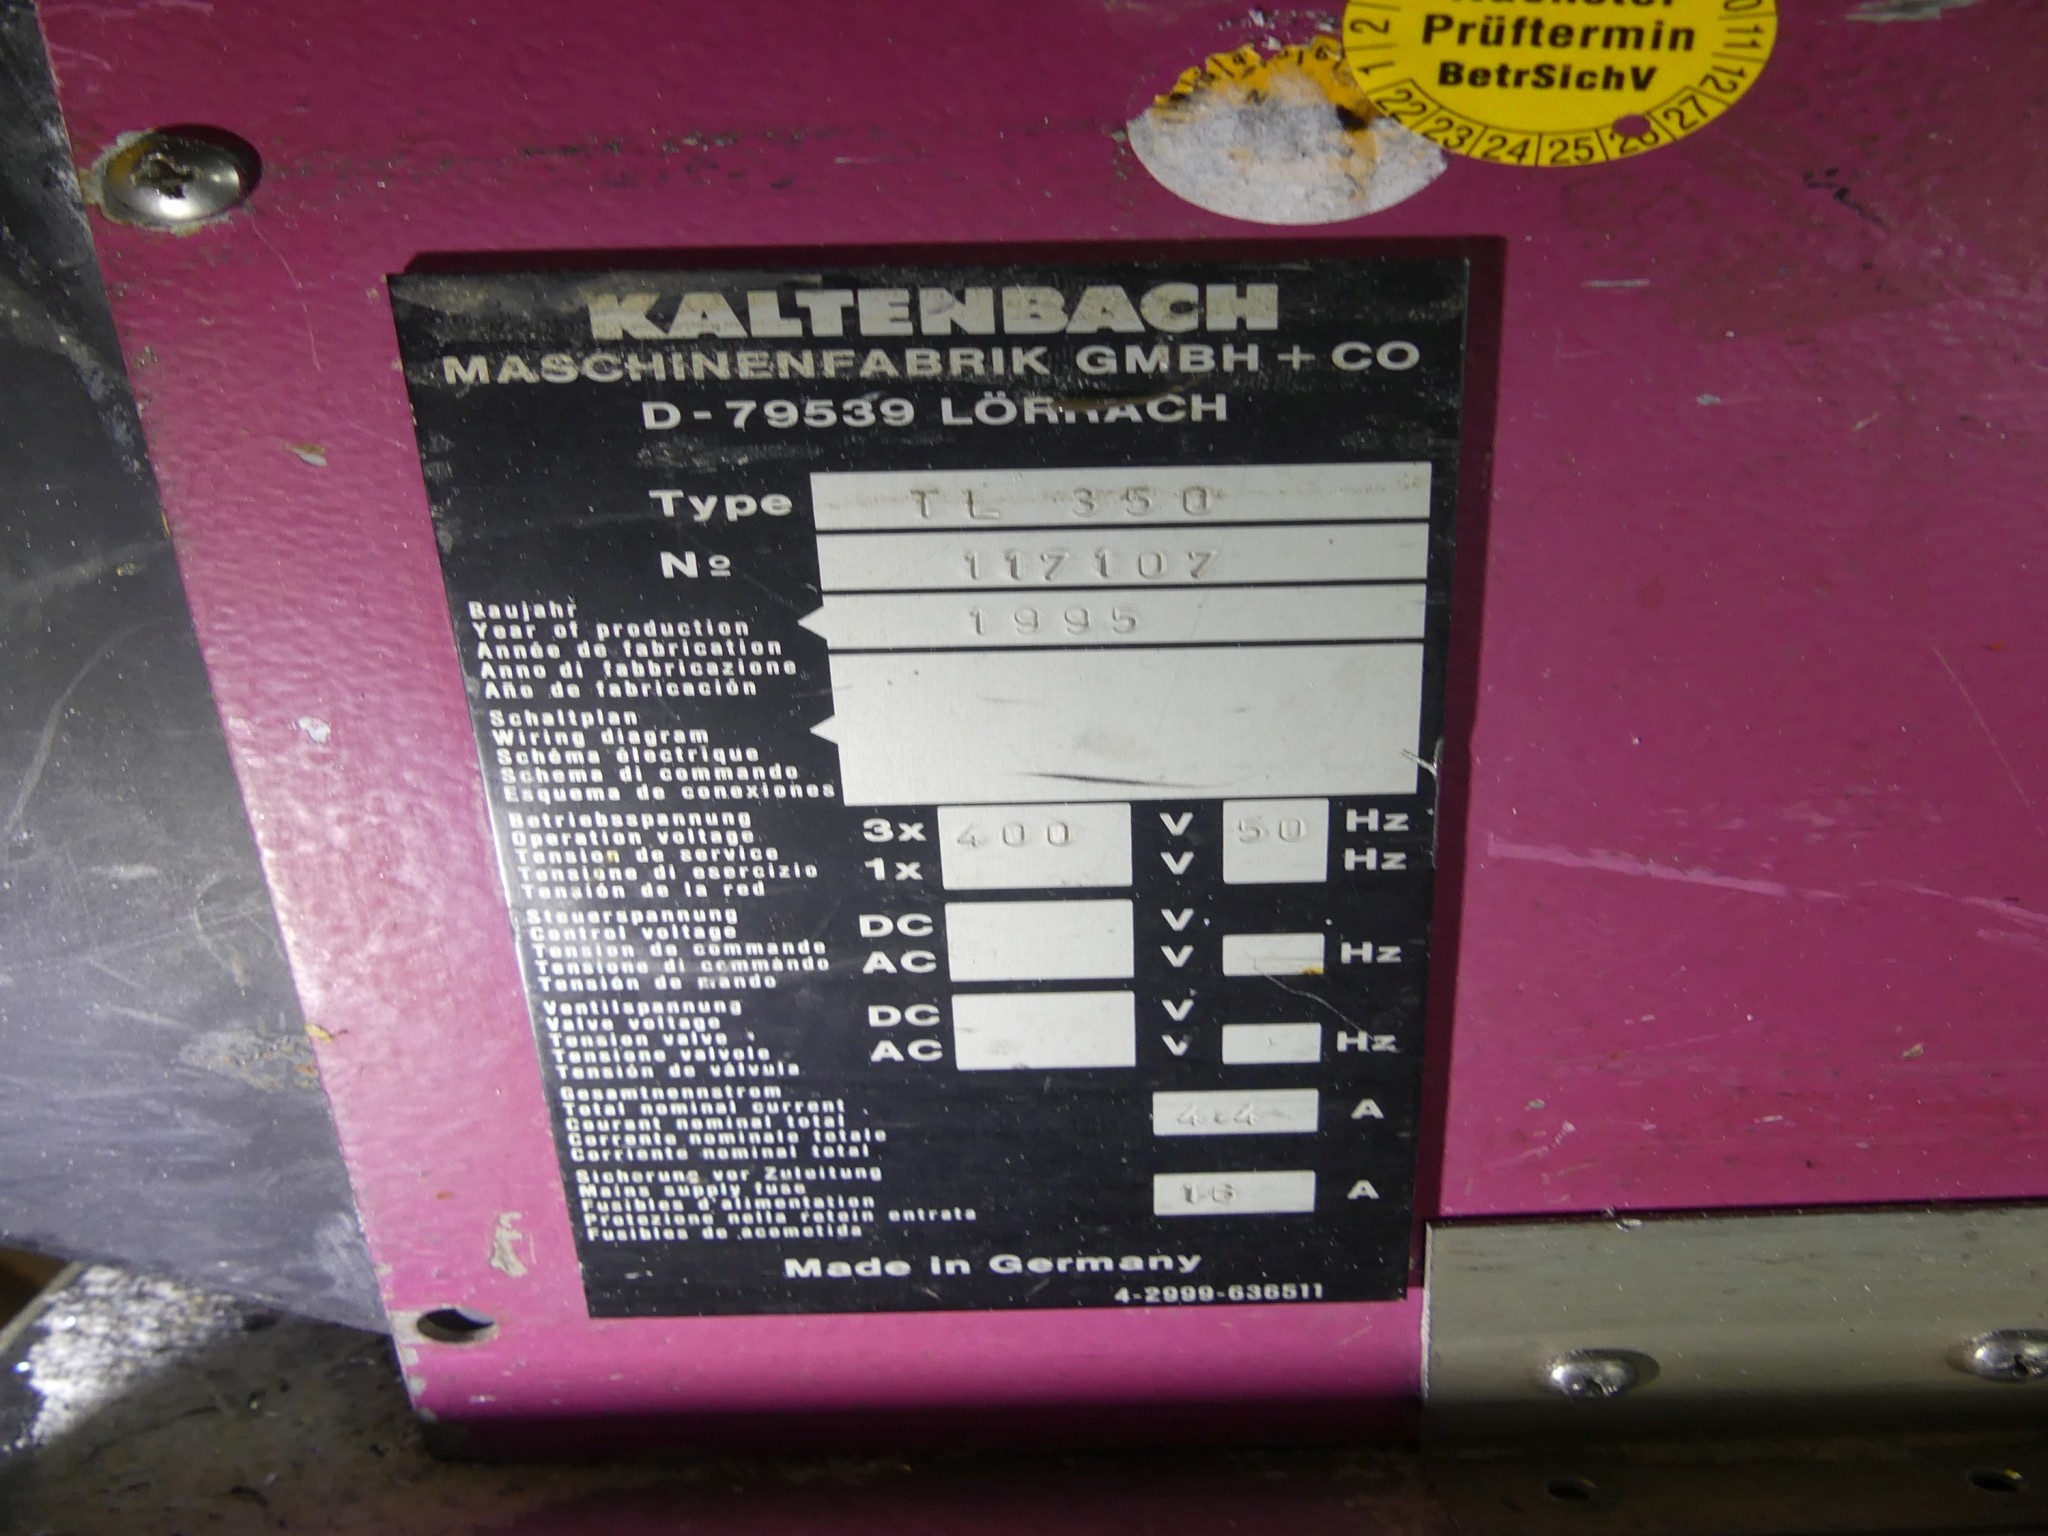 Prüftermin
BetrSichV
1 2 10 11 12
22 23 24 25 26 27
KALTENBACH
MASCHINENFABRIK GMBH + CO
D-79539 LÖRRACH
Type TL 350
Nº 117107
Baujahr
Year of production 1995
Année de fabrication
Anno di fabbricazione
Año de fabricación
Schaltplan
Wiring diagram
Schéma électrique
Schema di commando
Esquema de conexiones
Betriebsspannung
Operation voltage
Tension de service
Tensione di esercizio
Tensión de la red
3x 400 V 50 Hz
1x V Hz
Steuerspannung
Control voltage
Tension de commande
Tensione di commando
Tensión de mando
DC V
AC V Hz
Ventilspannung
Valve voltage
Tension valve
Tensione valvole
Tensión de válvula
DC V
AC V Hz
Gesamtnennstrom
Total nominal current
Courant nominal total
Corrente nominale totale
Corriente nominal total
4.4 A
Sicherung vor Zuleitung
Mains supply fuse
Fusibles d'alimentation
Protezione nella retein entrata
Fusibles de acometida
16 A
Made in Germany
4-2999-636511